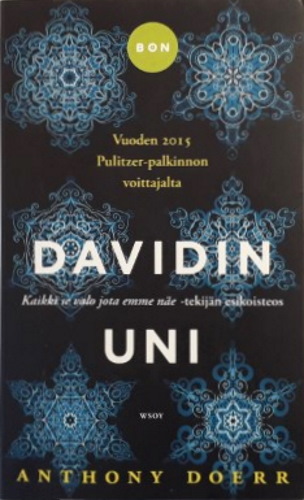 BON
Vuoden 2015
Pulitzer-palkinnon
voittajalta
DAVIDIN
Kaikki se valo jota emme näe -tekijän esikoisteos
UNI
WSOY
ANTHONY DOERR